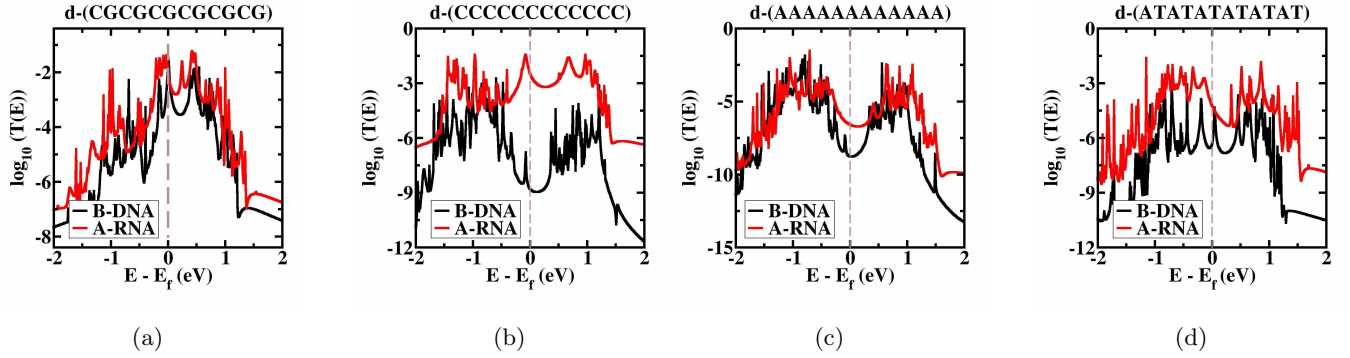 d-(CGCGCGCGCGCG)
log10 (T(E))
-2
-4
-6
-8
B-DNA
A-RNA
-2 -1 0 1 2
E - Ef (eV)
(a)
d-(CCCCCCCCCCCC)
log10 (T(E))
0
-3
-6
-9
-12
B-DNA
A-RNA
-2 -1 0 1 2
E - Ef (eV)
(b)
d-(AAAAAAAAAAAA)
log10 (T(E))
0
-5
-10
-15
B-DNA
A-RNA
-2 -1 0 1 2
E - Ef (eV)
(c)
d-(ATATATATATAT)
log10 (T(E))
0
-3
-6
-9
-12
B-DNA
A-RNA
-2 -1 0 1 2
E - Ef (eV)
(d)